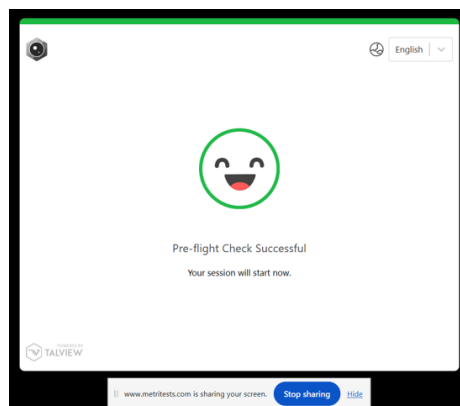 English
Pre-flight Check Successful
Your session will start now.
POWERED BY
TALVIEW
www.metritests.com is sharing your screen. Stop sharing Hide